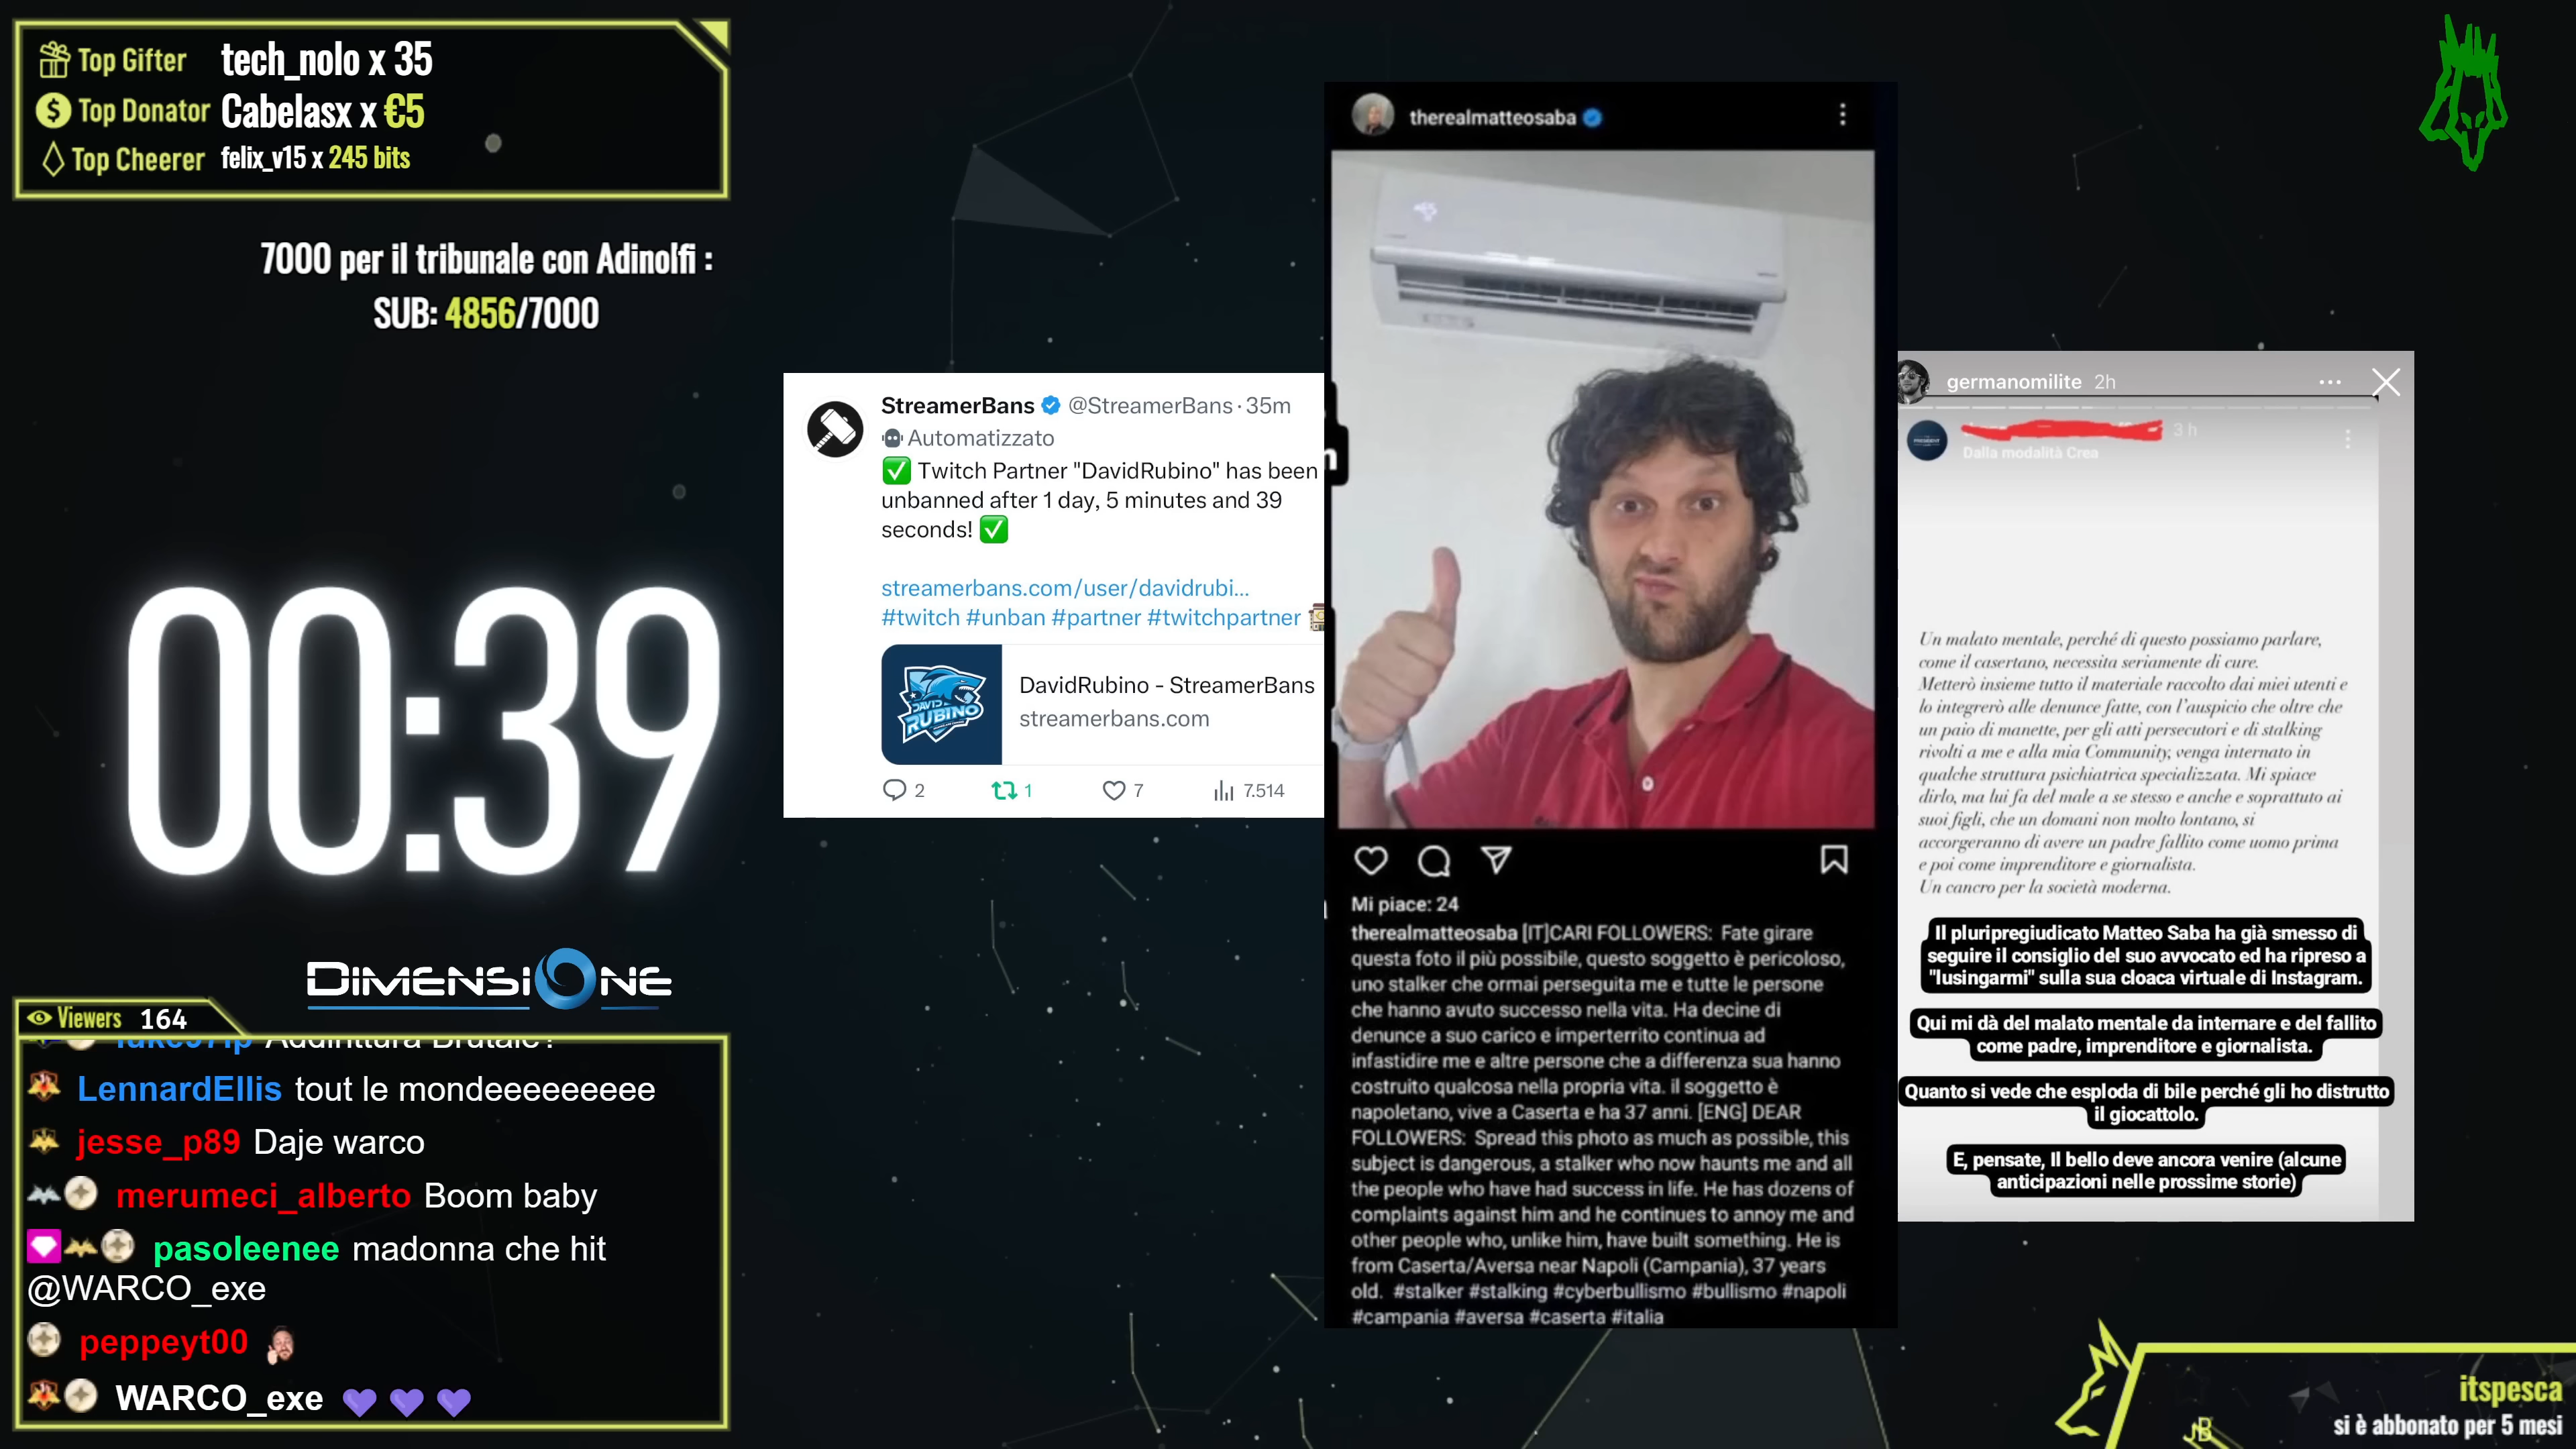 Top Gifter tech_nolo x 35
Top Donator Cabelasx x €5
Top Cheerer felix_v15 x 245 bits
7000 per il tribunale con Adinolfi :
SUB: 4856/7000
00:39
DIMENSIONE
Viewers 164
Addirittura Brutale?
LennardEllis tout le mondeeeeeeeee
jesse_p89 Daje warco
merumeci_alberto Boom baby
pasoleenee madonna che hit
@WARCO_exe
peppeyt00
WARCO_exe 💜 💜 💜
StreamerBans @StreamerBans · 35m
Automatizzato
✅ Twitch Partner "DavidRubino" has been
unbanned after 1 day, 5 minutes and 39
seconds! ✅
streamerbans.com/user/davidrubi...
#twitch #unban #partner #twitchpartner
DAVID
RUBINO
DavidRubino - StreamerBans
streamerbans.com
2 1 7 7.514
therealmatteosaba
Mi piace: 24
therealmatteosaba [IT]CARI FOLLOWERS: Fate girare
questa foto il più possibile, questo soggetto è pericoloso,
uno stalker che ormai perseguita me e tutte le persone
che hanno avuto successo nella vita. Ha decine di
denunce a suo carico e imperterrito continua ad
infastidire me e altre persone che a differenza sua hanno
costruito qualcosa nella propria vita. il soggetto è
napoletano, vive a Caserta e ha 37 anni. [ENG] DEAR
FOLLOWERS: Spread this photo as much as possible, this
subject is dangerous, a stalker who now haunts me and all
the people who have had success in life. He has dozens of
complaints against him and he continues to annoy me and
other people who, unlike him, have built something. He is
from Caserta/Aversa near Napoli (Campania), 37 years
old. #stalker #stalking #cyberbullismo #bullismo #napoli
#campania #aversa #caserta #italia
germanomilite 2h
3 h
Dalla modalità Crea
Un malato mentale, perché di questo possiamo parlare,
come il casertano, necessita seriamente di cure.
Metterò insieme tutto il materiale raccolto dai miei utenti e
lo integrerò alle denunce fatte, con l'auspicio che oltre che
un paio di manette, per gli atti persecutori e di stalking
rivolti a me e alla mia Community, venga internato in
qualche struttura psichiatrica specializzata. Mi spiace
dirlo, ma lui fa del male a se stesso e anche e soprattuto ai
suoi figli, che un domani non molto lontano, si
accorgeranno di avere un padre fallito come uomo prima
e poi come imprenditore e giornalista.
Un cancro per la società moderna.
Il pluripregiudicato Matteo Saba ha già smesso di
seguire il consiglio del suo avvocato ed ha ripreso a
"lusingarmi" sulla sua cloaca virtuale di Instagram.
Qui mi dà del malato mentale da internare e del fallito
come padre, imprenditore e giornalista.
Quanto si vede che esploda di bile perché gli ho distrutto
il giocattolo.
E, pensate, Il bello deve ancora venire (alcune
anticipazioni nelle prossime storie)
itspesca
si è abbonato per 5 mesi